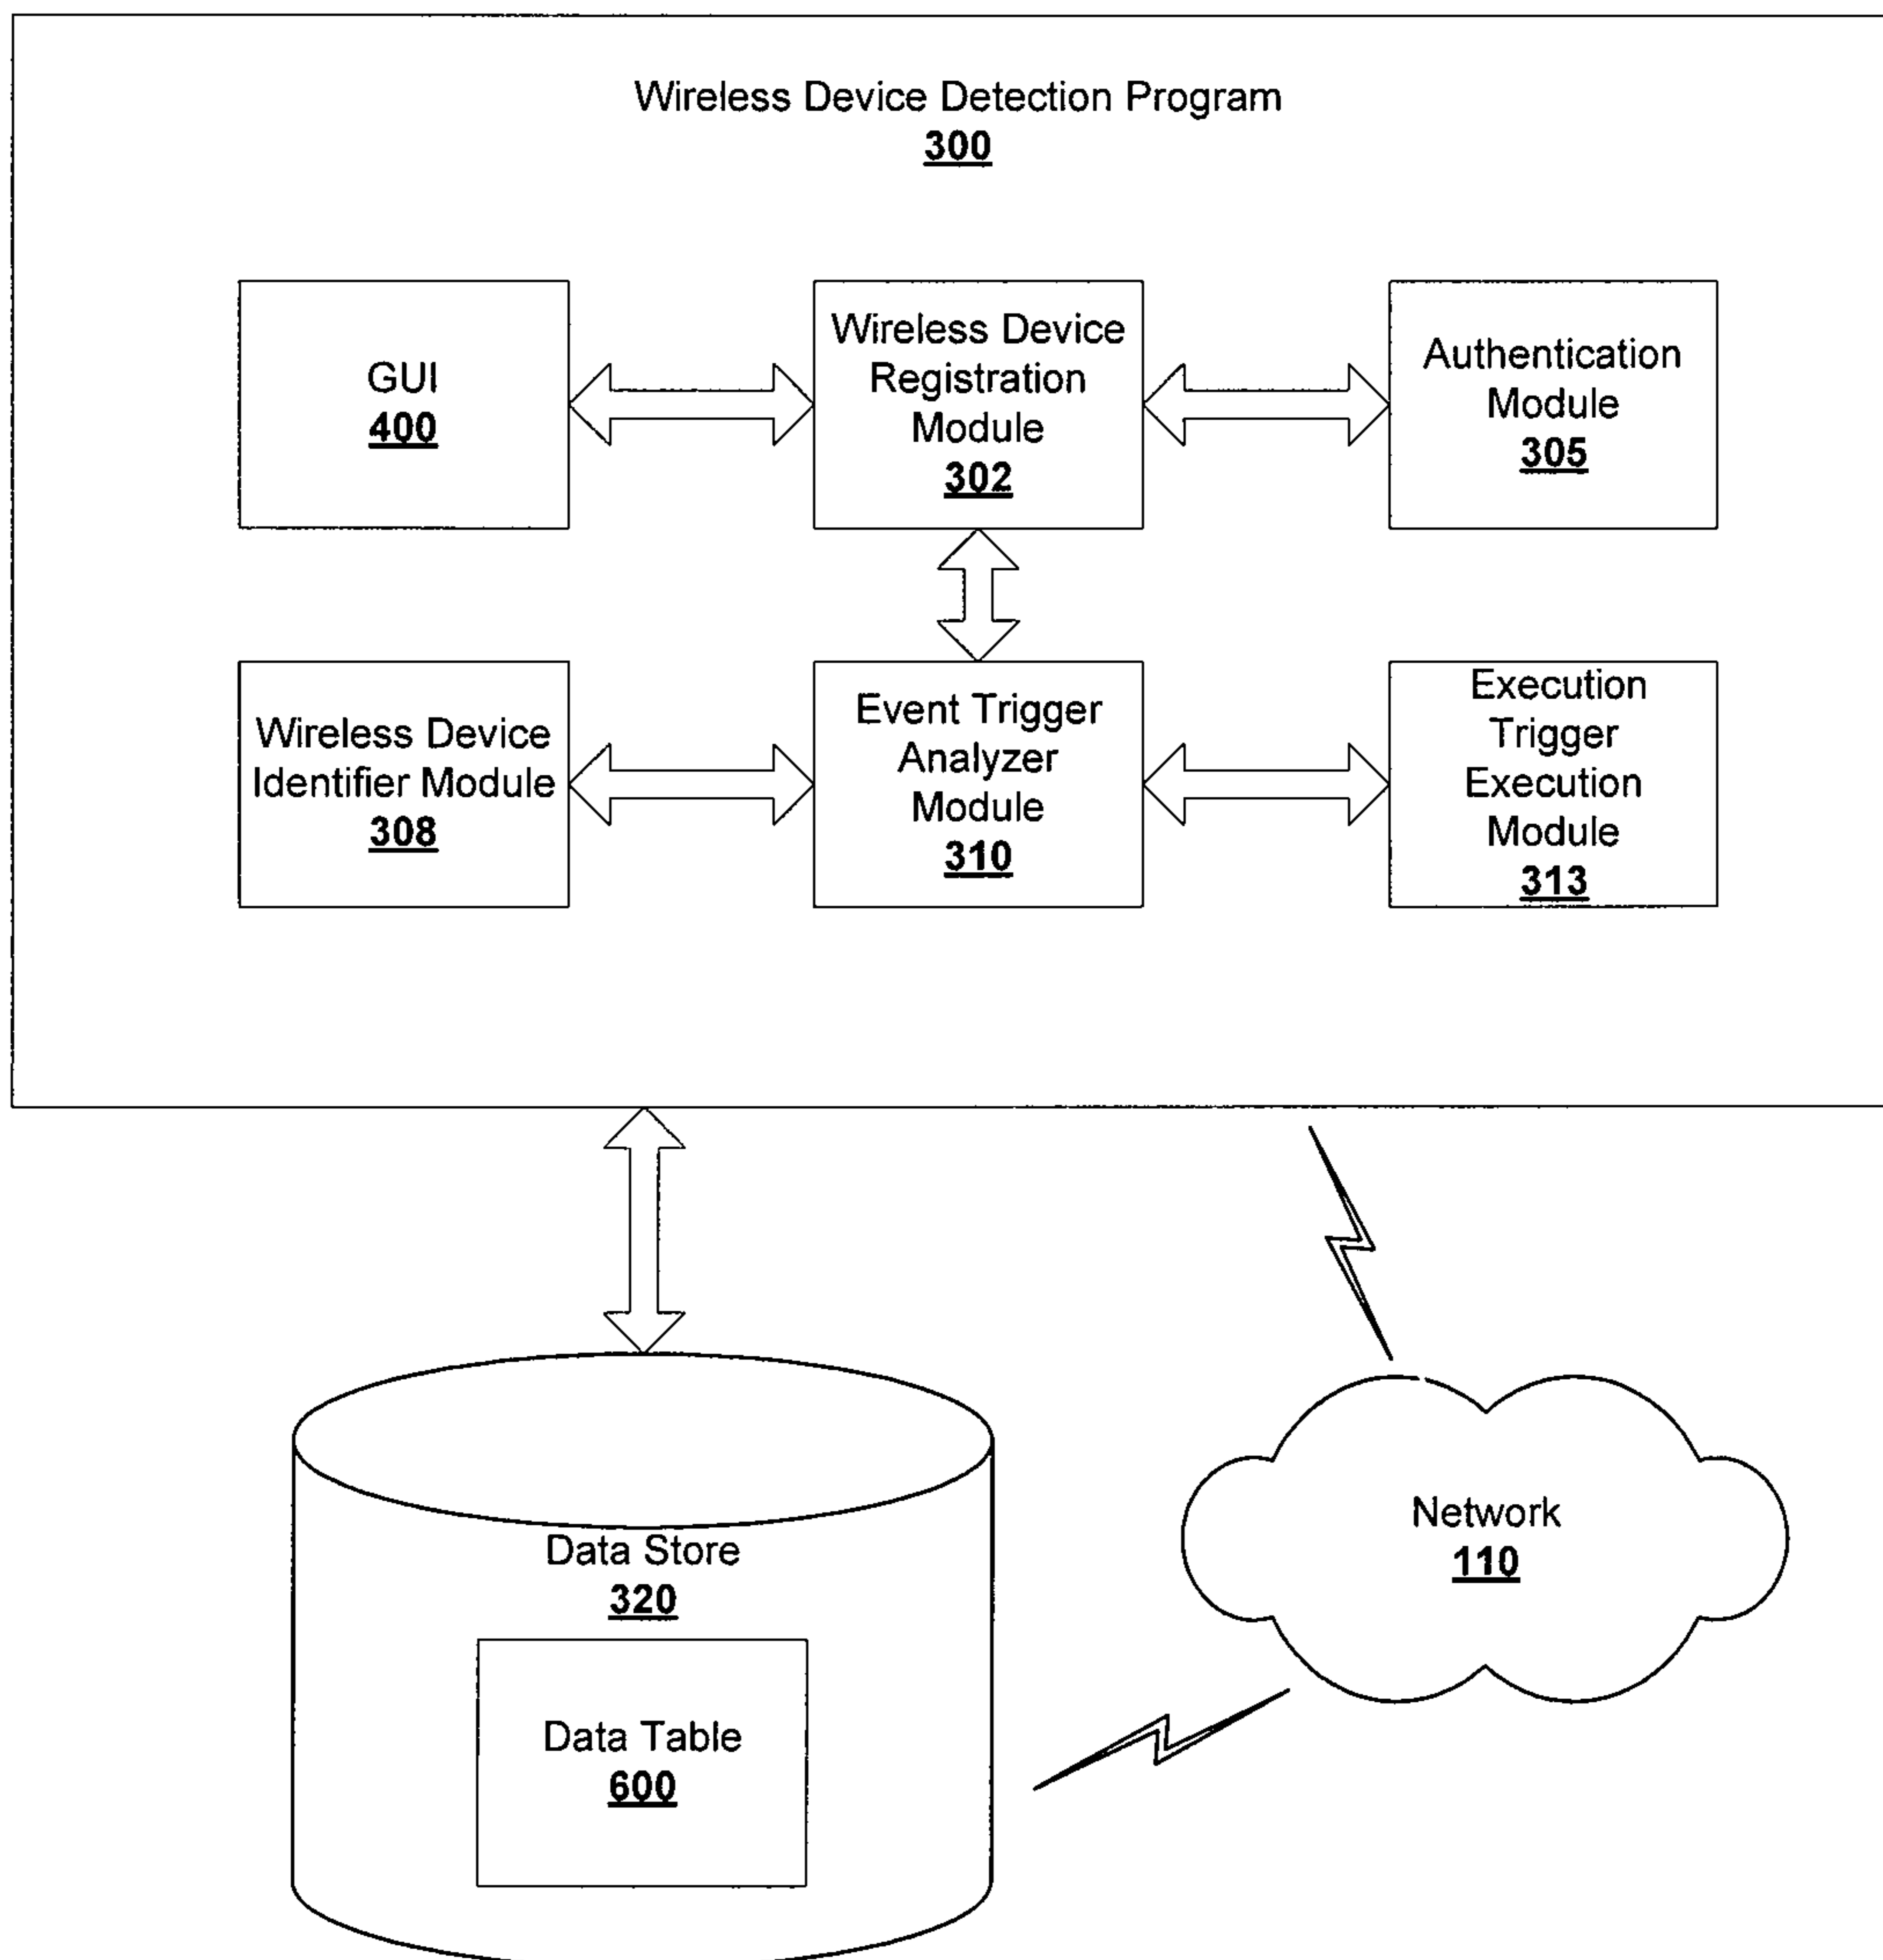 Wireless Device Detection Program
300
GUI
400
Wireless Device
Registration
Module
302
Authentication
Module
305
Wireless Device
Identifier Module
308
Event Trigger
Analyzer
Module
310
Execution
Trigger
Execution
Module
313
Data Store
320
Data Table
600
Network
110